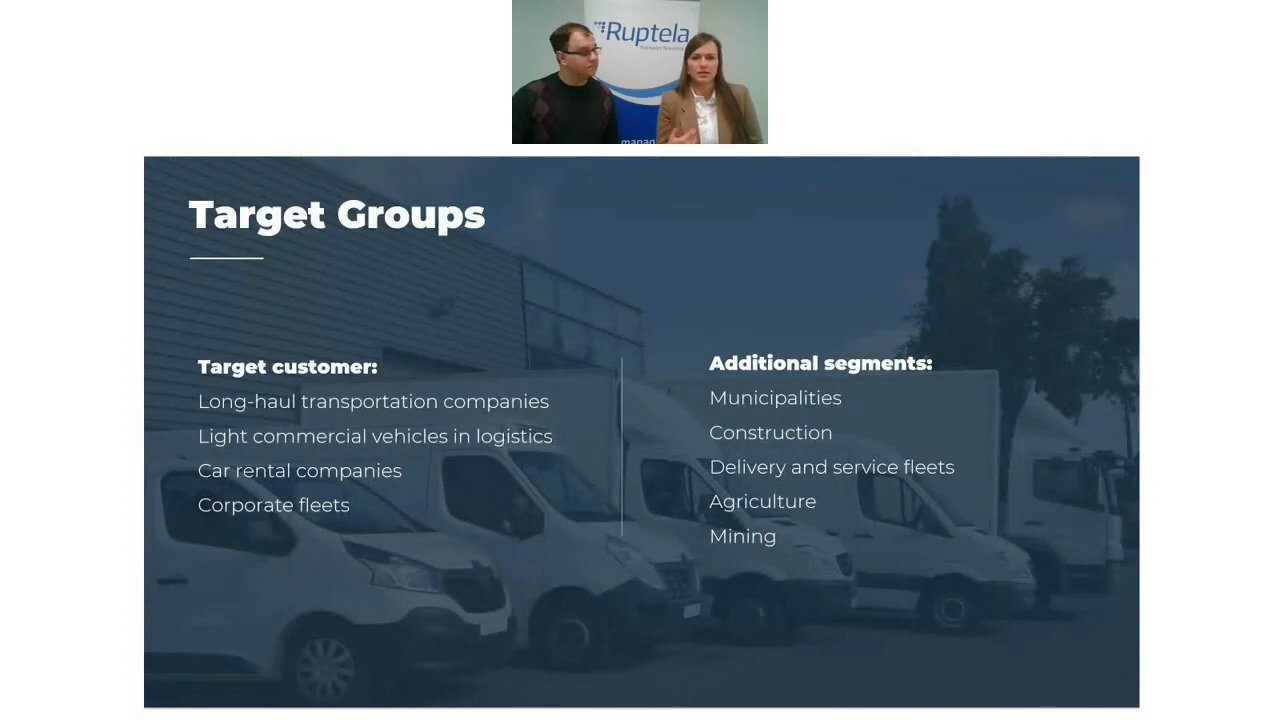 Ruptela
Target Groups
Target customer:
Long-haul transportation companies
Light commercial vehicles in logistics
Car rental companies
Corporate fleets
Additional segments:
Municipalities
Construction
Delivery and service fleets
Agriculture
Mining